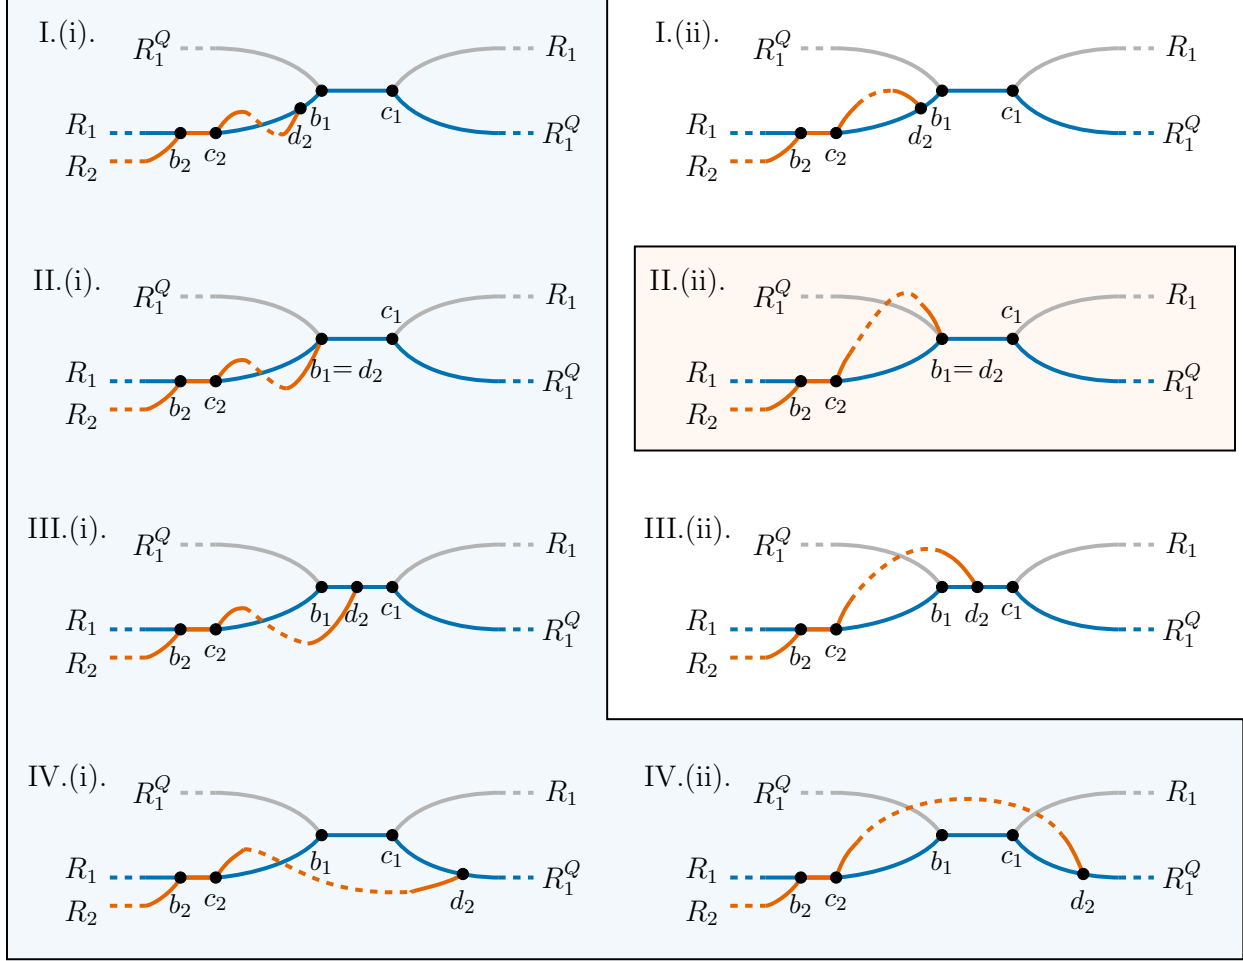 I.(i). R_1^Q R_1
R_1 b_1 c_1 R_1^Q
R_2 b_2 c_2 d_2
I.(ii). R_1^Q R_1
R_1 b_1 c_1 R_1^Q
R_2 b_2 c_2 d_2
II.(i). R_1^Q c_1 R_1
R_1 b_1 = d_2 R_1^Q
R_2 b_2 c_2
II.(ii). R_1^Q c_1 R_1
R_1 b_1 = d_2 R_1^Q
R_2 b_2 c_2
III.(i). R_1^Q R_1
R_1 b_1 d_2 c_1 R_1^Q
R_2 b_2 c_2
III.(ii). R_1^Q R_1
R_1 b_1 d_2 c_1 R_1^Q
R_2 b_2 c_2
IV.(i). R_1^Q R_1
R_1 b_1 c_1 R_1^Q
R_2 b_2 c_2 d_2
IV.(ii). R_1^Q R_1
R_1 b_1 c_1 R_1^Q
R_2 b_2 c_2 d_2